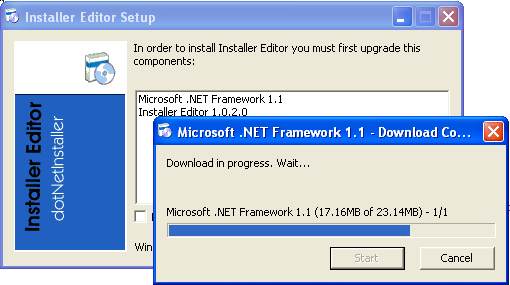 Installer Editor Setup
In order to install Installer Editor you must first upgrade this
components:
Microsoft .NET Framework 1.1
Installer Editor 1.0.2.0
Installer Editor
dotNetInstaller
Win
Microsoft .NET Framework 1.1 - Download Co...
Download in progress. Wait...
Microsoft .NET Framework 1.1 (17.16MB of 23.14MB) - 1/1
Start
Cancel